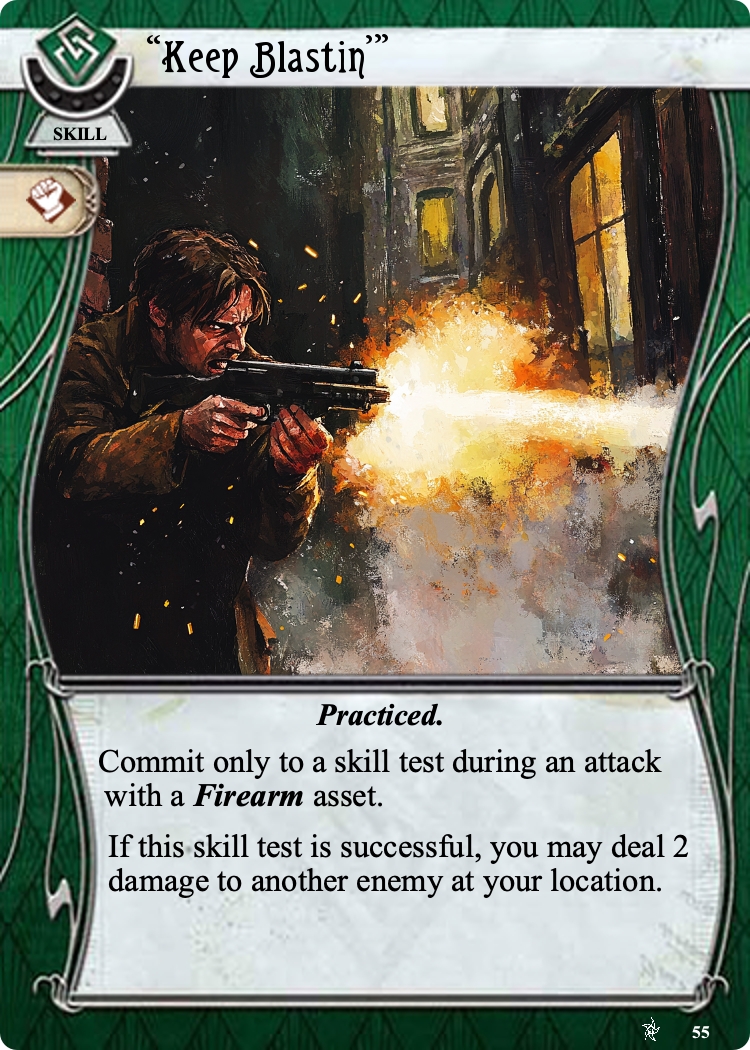 “Keep Blastin’”
SKILL
Practiced.
Commit only to a skill test during an attack
with a Firearm asset.
If this skill test is successful, you may deal 2
damage to another enemy at your location.
55